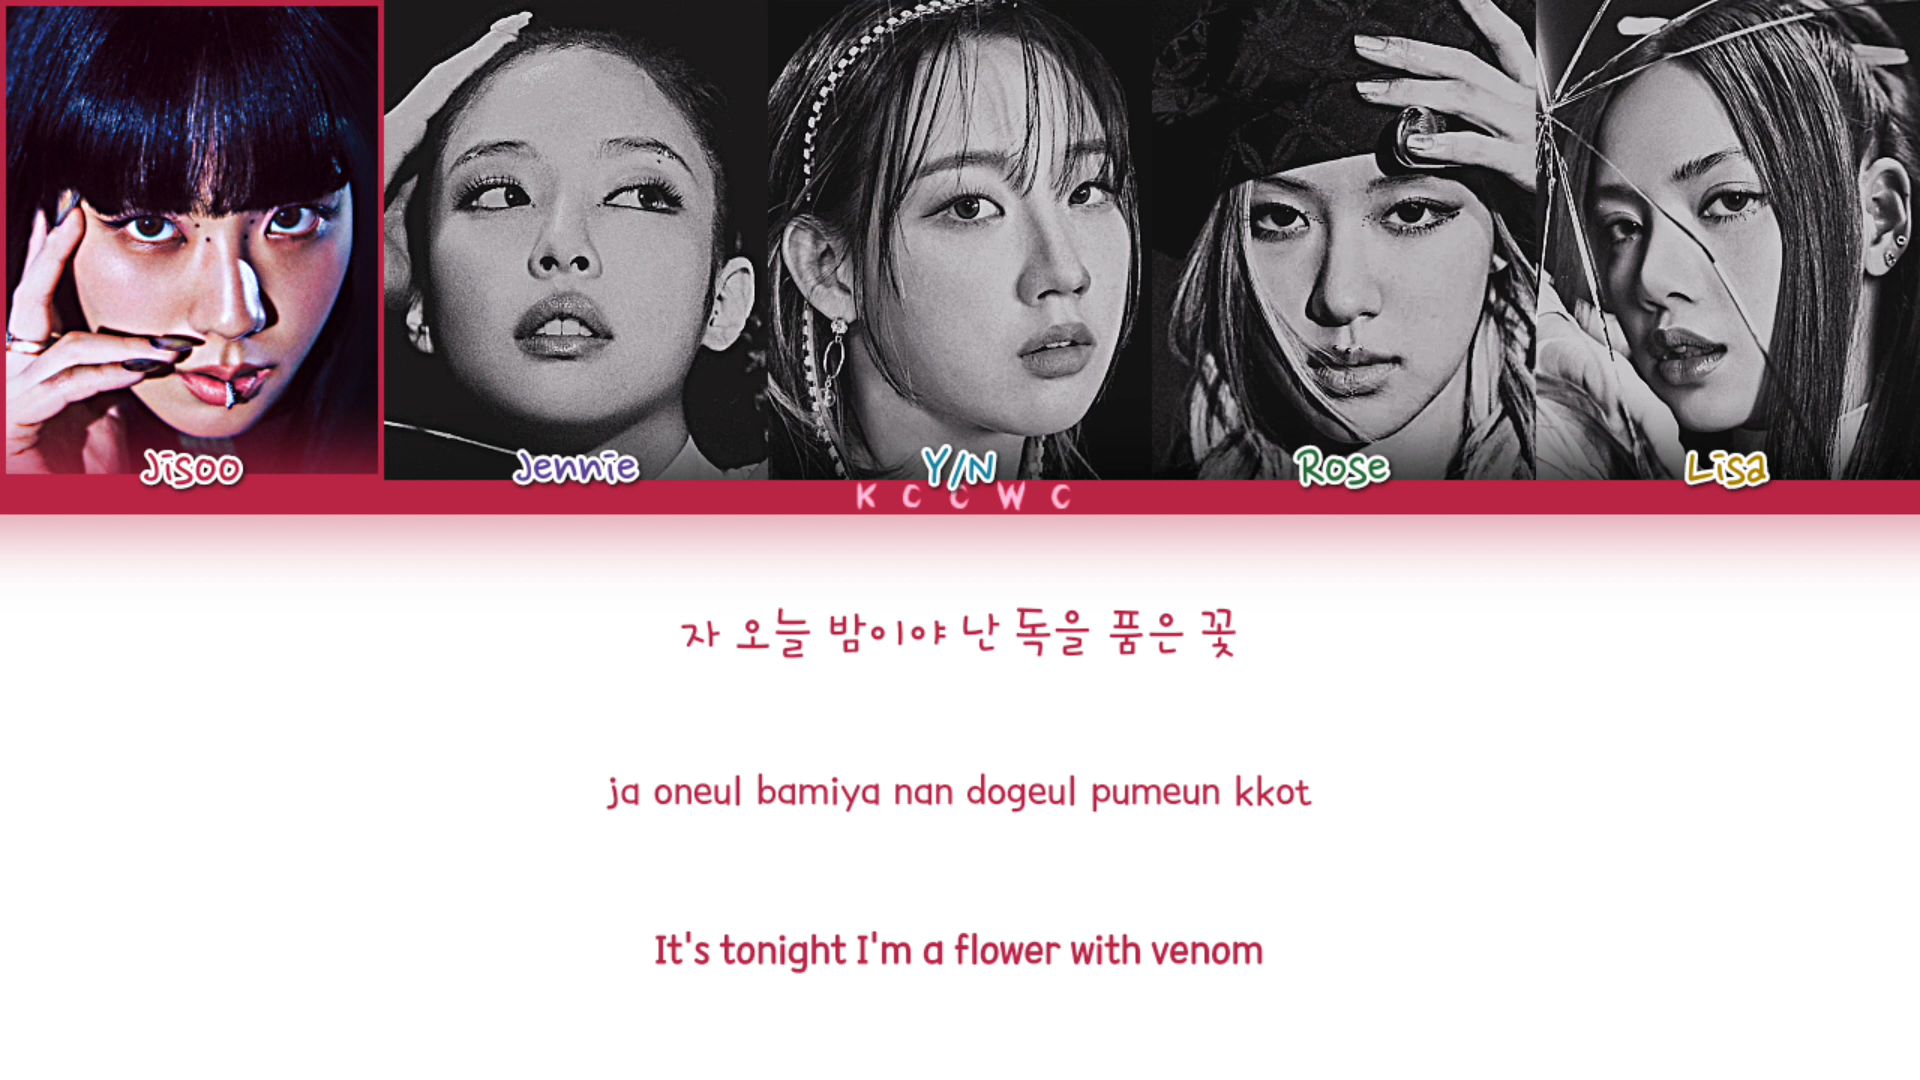 Jisoo Jennie Y/N Rose Lisa
KCCWC
자 오늘 밤이야 난 독을 품은 꽃
ja oneul bamiya nan dogeul pumeun kkot
It's tonight I'm a flower with venom